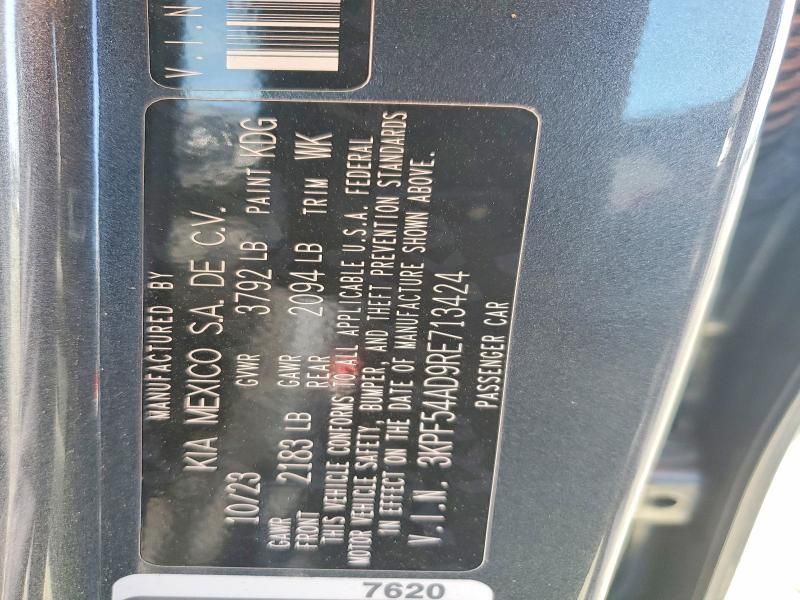 V.I.N
MANUFACTURED BY
KIA MEXICO S.A. DE C.V.
10/23 GVWR 3792 LB PAINT KDG
GAWR FRONT 2183 LB GAWR REAR 2094 LB TRIM WK
THIS VEHICLE CONFORMS TO ALL APPLICABLE U.S.A. FEDERAL
MOTOR VEHICLE SAFETY, BUMPER, AND THEFT PREVENTION STANDARDS
IN EFFECT ON THE DATE OF MANUFACTURE SHOWN ABOVE.
V.I.N. 3KPF54AD9RE713424
PASSENGER CAR
7620